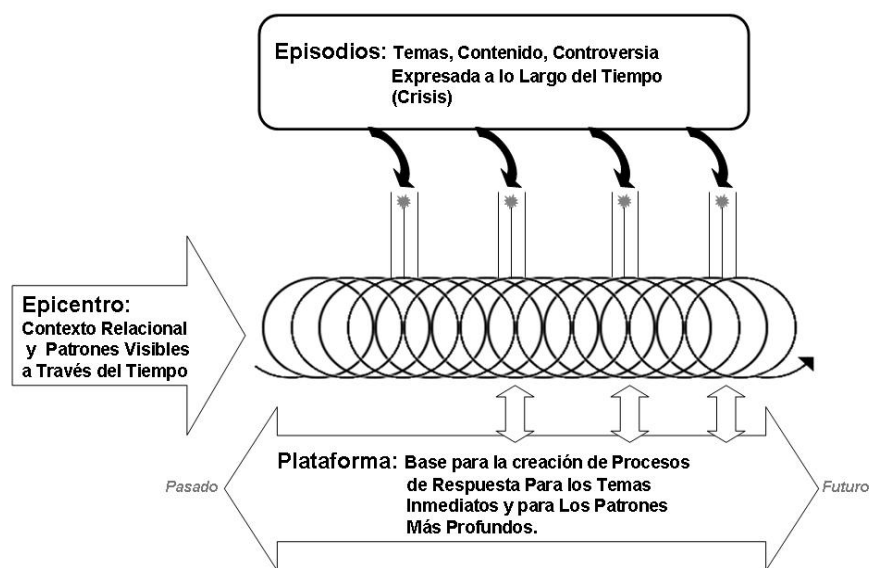 Episodios: Temas, Contenido, Controversia
Expresada a lo Largo del Tiempo
(Crisis)
Epicentro:
Contexto Relacional
y Patrones Visibles
a Través del Tiempo
Plataforma: Base para la creación de Procesos
de Respuesta Para los Temas
Inmediatos y para Los Patrones
Más Profundos.
Pasado
Futuro